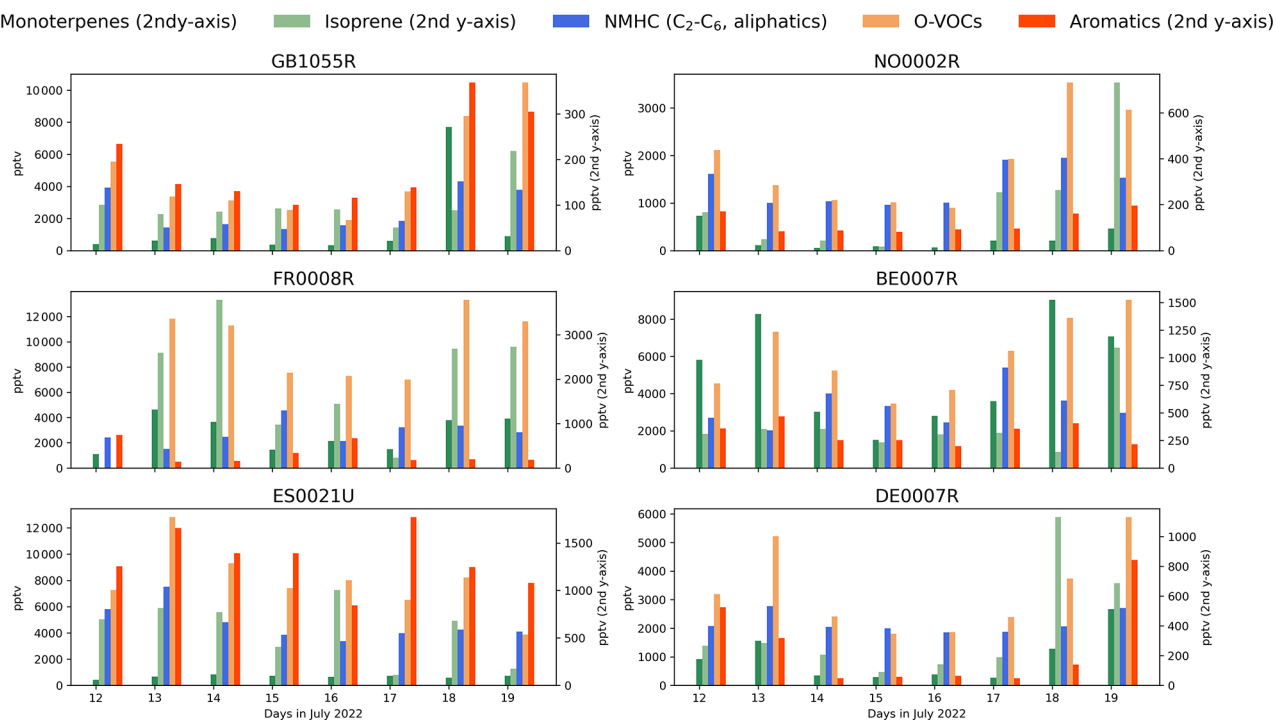 Monoterpenes (2ndy-axis) Isoprene (2nd y-axis) NMHC (C₂-C₆, aliphatics) O-VOCs Aromatics (2nd y-axis)
GB1055R NO0002R
10000 8000 6000 4000 2000 0
pptv
300 200 100 0
pptv (2nd y-axis)
3000 2000 1000 0
pptv
600 400 200 0
pptv (2nd y-axis)
FR0008R BE0007R
12000 10000 8000 6000 4000 2000 0
pptv
3000 2000 1000 0
pptv (2nd y-axis)
8000 6000 4000 2000 0
pptv
1500 1250 1000 750 500 250 0
pptv (2nd y-axis)
ES0021U DE0007R
12000 10000 8000 6000 4000 2000 0
pptv
1500 1000 500 0
pptv (2nd y-axis)
6000 5000 4000 3000 2000 1000 0
pptv
1000 800 600 400 200 0
pptv (2nd y-axis)
12 13 14 15 16 17 18 19
Days in July 2022
12 13 14 15 16 17 18 19
Days in July 2022